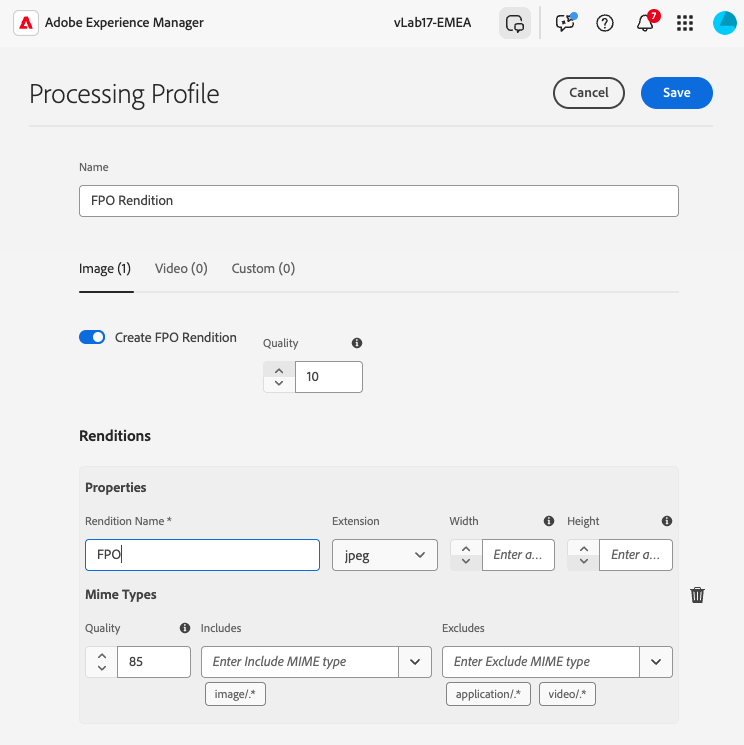 Adobe Experience Manager
vLab17-EMEA
7
Processing Profile
Cancel
Save
Name
FPO Rendition
Image (1)
Video (0)
Custom (0)
Create FPO Rendition
Quality
10
Renditions
Properties
Rendition Name *
Extension
Width
Height
FPO
jpeg
Enter a...
Enter a...
Mime Types
Quality
Includes
Excludes
85
Enter Include MIME type
Enter Exclude MIME type
image/.*
application/.*
video/.*